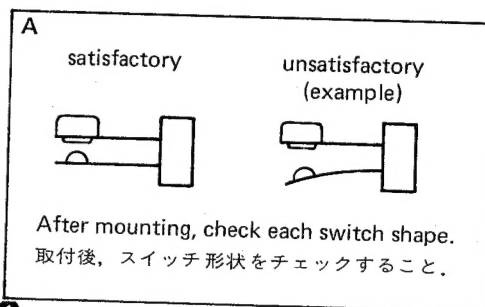 A
satisfactory
unsatisfactory
(example)
After mounting, check each switch shape.
取付後，スイッチ形状をチェックすること．